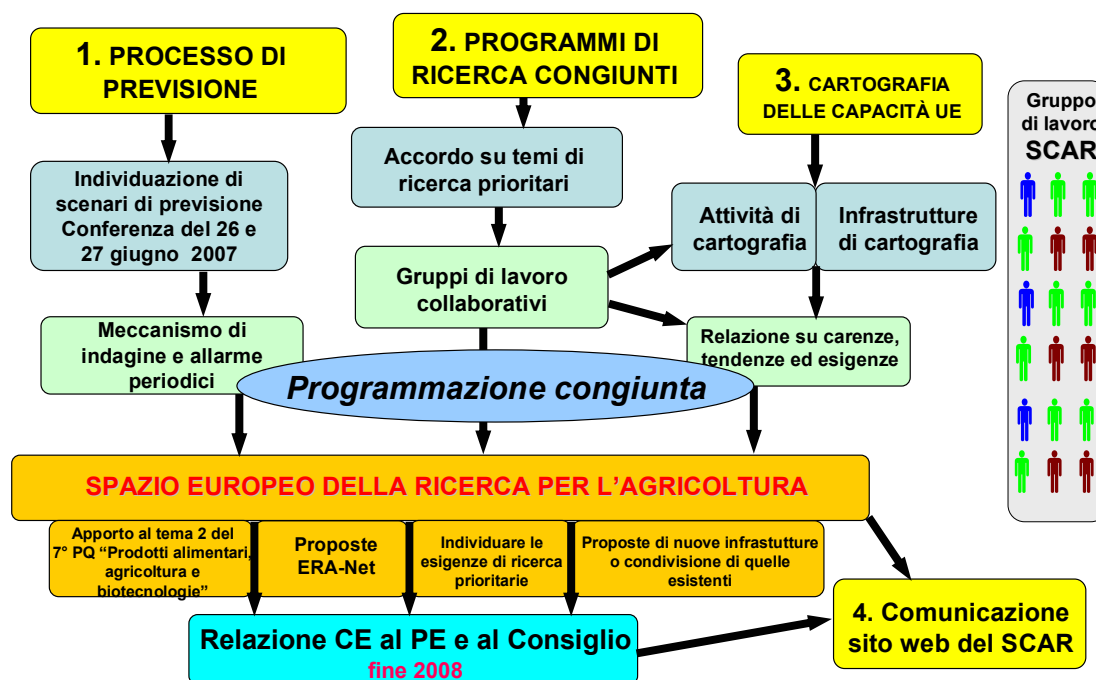 1. PROCESSO DI
PREVISIONE
2. PROGRAMMI DI
RICERCA CONGIUNTI
3. CARTOGRAFIA
DELLE CAPACITÀ UE
Gruppo
di lavoro
SCAR
Individuazione di
scenari di previsione
Conferenza del 26 e
27 giugno 2007
Accordo su temi di
ricerca prioritari
Attività di
cartografia
Infrastrutture
di cartografia
Gruppi di lavoro
collaborativi
Meccanismo di
indagine e allarme
periodici
Relazione su carenze,
tendenze ed esigenze
Programmazione congiunta
SPAZIO EUROPEO DELLA RICERCA PER L'AGRICOLTURA
Apporto al tema 2 del
7° PQ “Prodotti alimentari,
agricoltura e
biotecnologie”
Proposte
ERA-Net
Individuare le
esigenze di ricerca
prioritarie
Proposte di nuove infrastutture
o condivisione di quelle
esistenti
Relazione CE al PE e al Consiglio
fine 2008
4. Comunicazione
sito web del SCAR